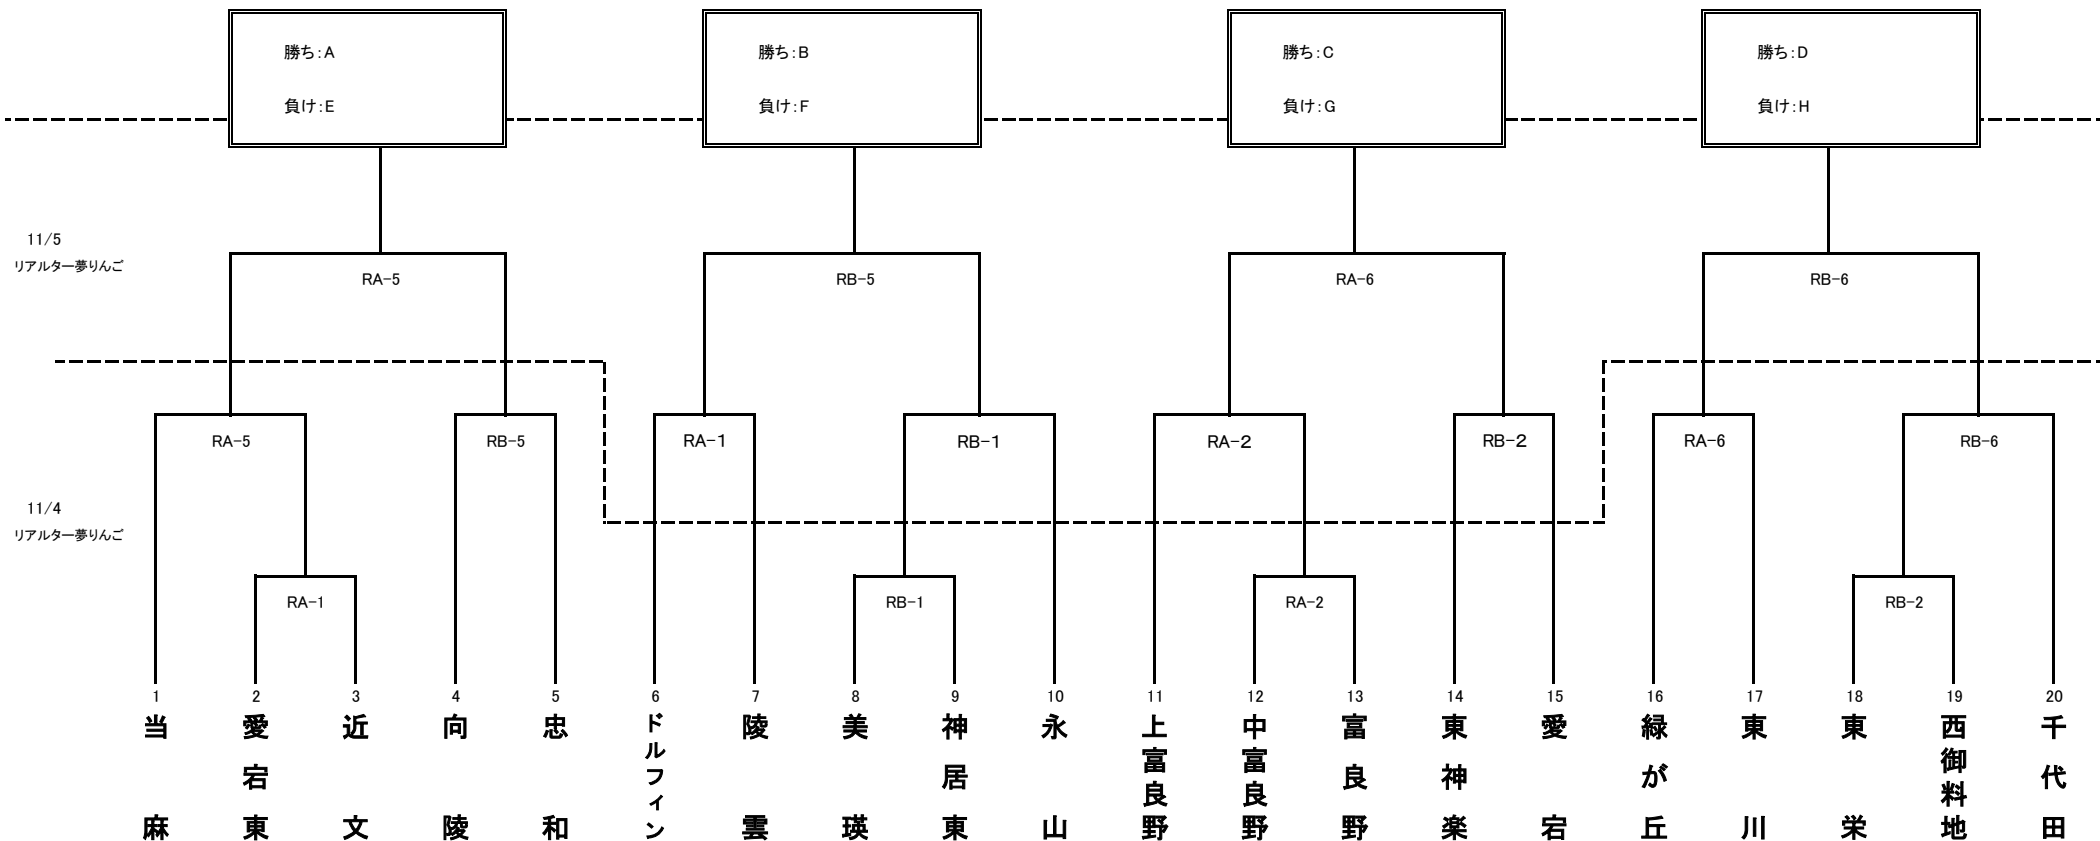 勝ち:A
負け:E
勝ち:B
負け:F
勝ち:C
負け:G
勝ち:D
負け:H
11/5
リアルター夢りんご
RA-5
RB-5
RA-6
RB-6
RA-5
RB-5
RA-1
RB-1
RA-2
RB-2
RA-6
RB-6
11/4
リアルター夢りんご
RA-1
RB-1
RA-2
RB-2
1
当麻
2
愛宕東
3
近文
4
向陵
5
忠和
6
ドルフィン
7
陵雲
8
美瑛
9
神居東
10
永山
11
上富良野
12
中富良野
13
富良野
14
東神楽
15
愛宕
16
緑が丘
17
東川
18
東栄
19
西御料地
20
千代田